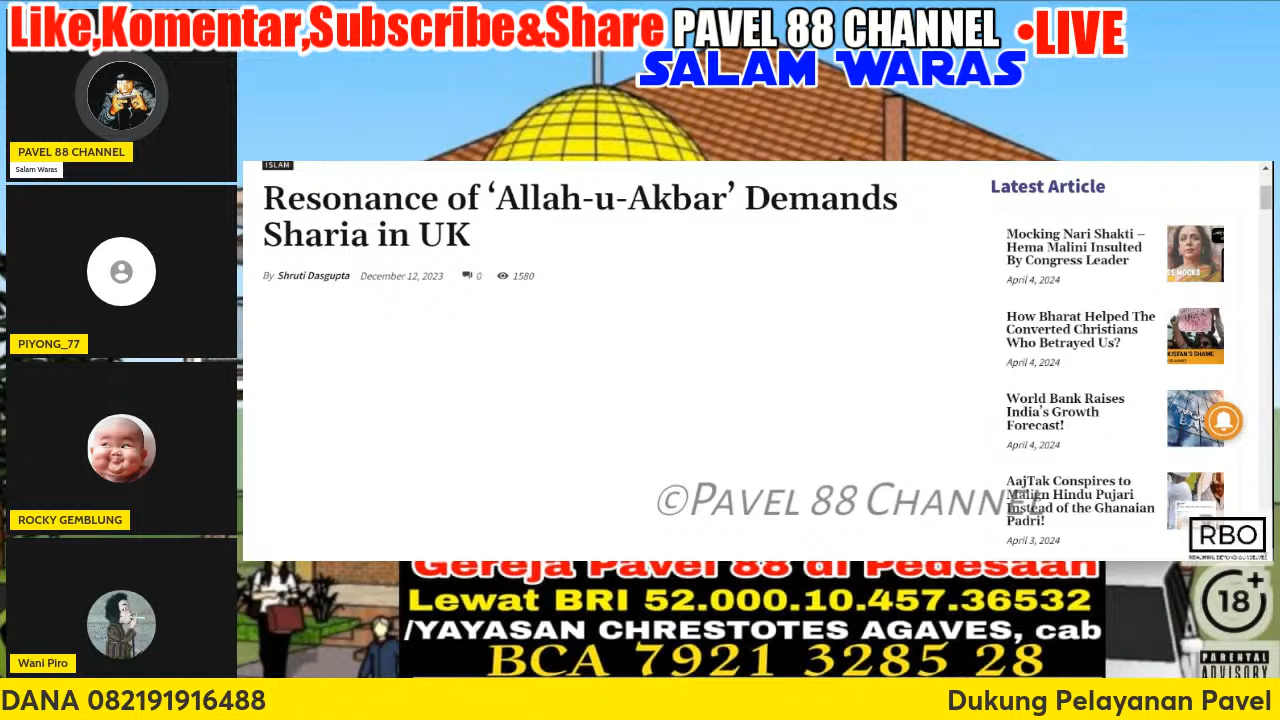 Like,Komentar,Subscribe&Share PAVEL 88 CHANNEL •LIVE
SALAM WARAS
PAVEL 88 CHANNEL
Salam Waras
PIYONG_77
ROCKY GEMBLUNG
Wani Piro
ISLAM
Resonance of ‘Allah-u-Akbar’ Demands
Sharia in UK
By Shruti Dasgupta December 12, 2023 0 1580
Latest Article
Mocking Nari Shakti –
Hema Malini Insulted
By Congress Leader
April 4, 2024
How Bharat Helped The
Converted Christians
Who Betrayed Us?
April 4, 2024
World Bank Raises
India’s Growth
Forecast!
April 4, 2024
AajTak Conspires to
Malign Hindu Pujari
Instead of the Ghanaian
Padri!
April 3, 2024
©PAVEL 88 CHANNEL
RBO
REACHING BEYOND OURSELVES
18+
PARENTAL
ADVISORY
Gereja Pavel 88 di Pedesaan
Lewat BRI 52.000.10.457.36532
/YAYASAN CHRESTOTES AGAVES, cab
BCA 7921 3285 28
DANA 082191916488
Dukung Pelayanan Pavel